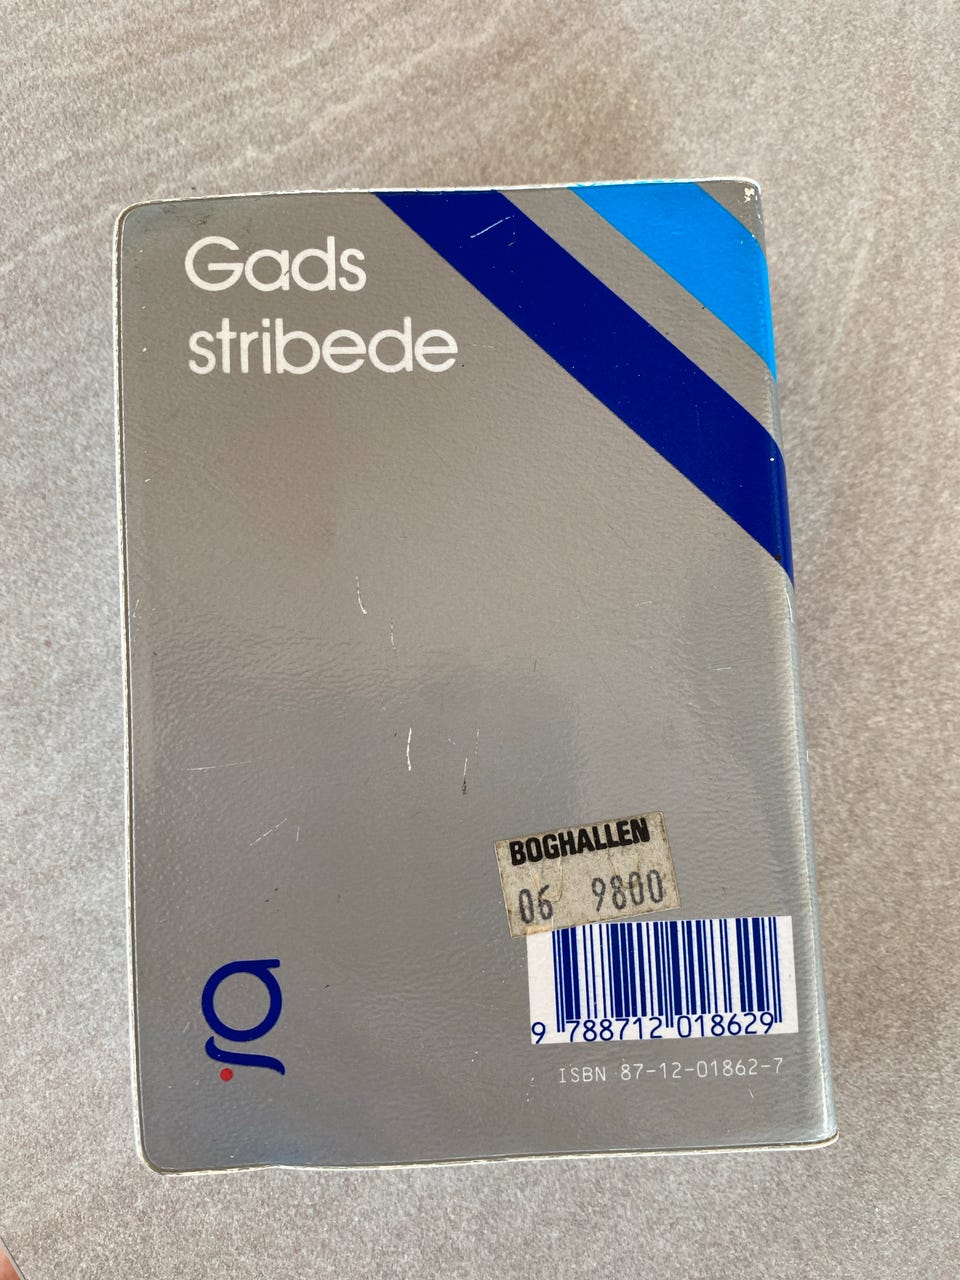 Gads
stribede
BOGHALLEN
06 9800
9 788712 018629
ISBN 87-12-01862-7